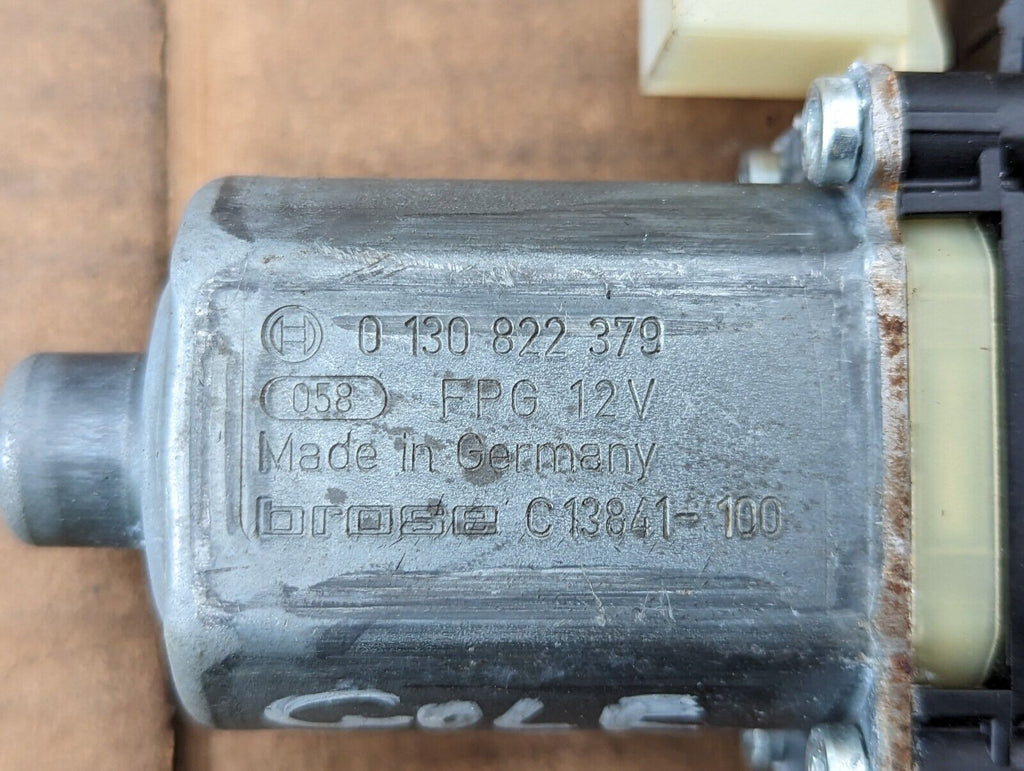 0 130 822 379
058 FPG 12V
Made in Germany
brose C13841-100